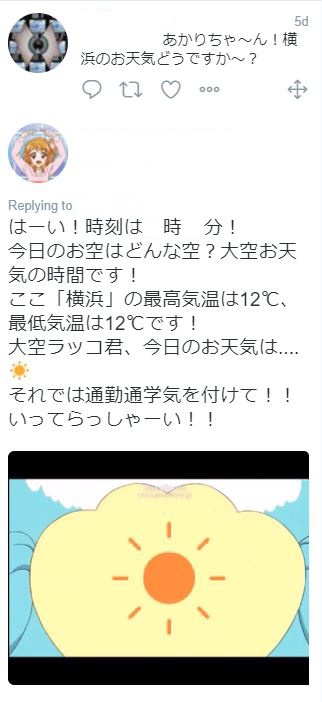 5d
あかりちゃ〜ん！横
浜のお天気どうですか〜？
Replying to
はーい！時刻は　時　分！
今日のお空はどんな空？大空お天
気の時間です！
ここ「横浜」の最高気温は12℃、
最低気温は12℃です！
大空ラッコ君、今日のお天気は....
それでは通勤通学気を付けて！！
いってらっしゃーい！！